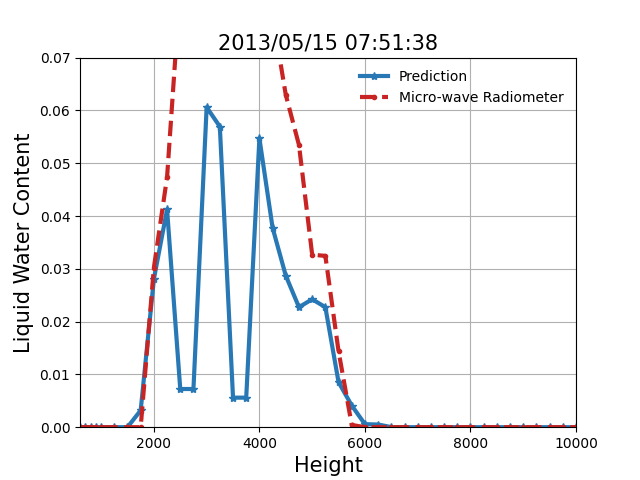 2013/05/15 07:51:38
Prediction
Micro-wave Radiometer
Liquid Water Content
0.07
0.06
0.05
0.04
0.03
0.02
0.01
0.00
2000 4000 6000 8000 10000
Height